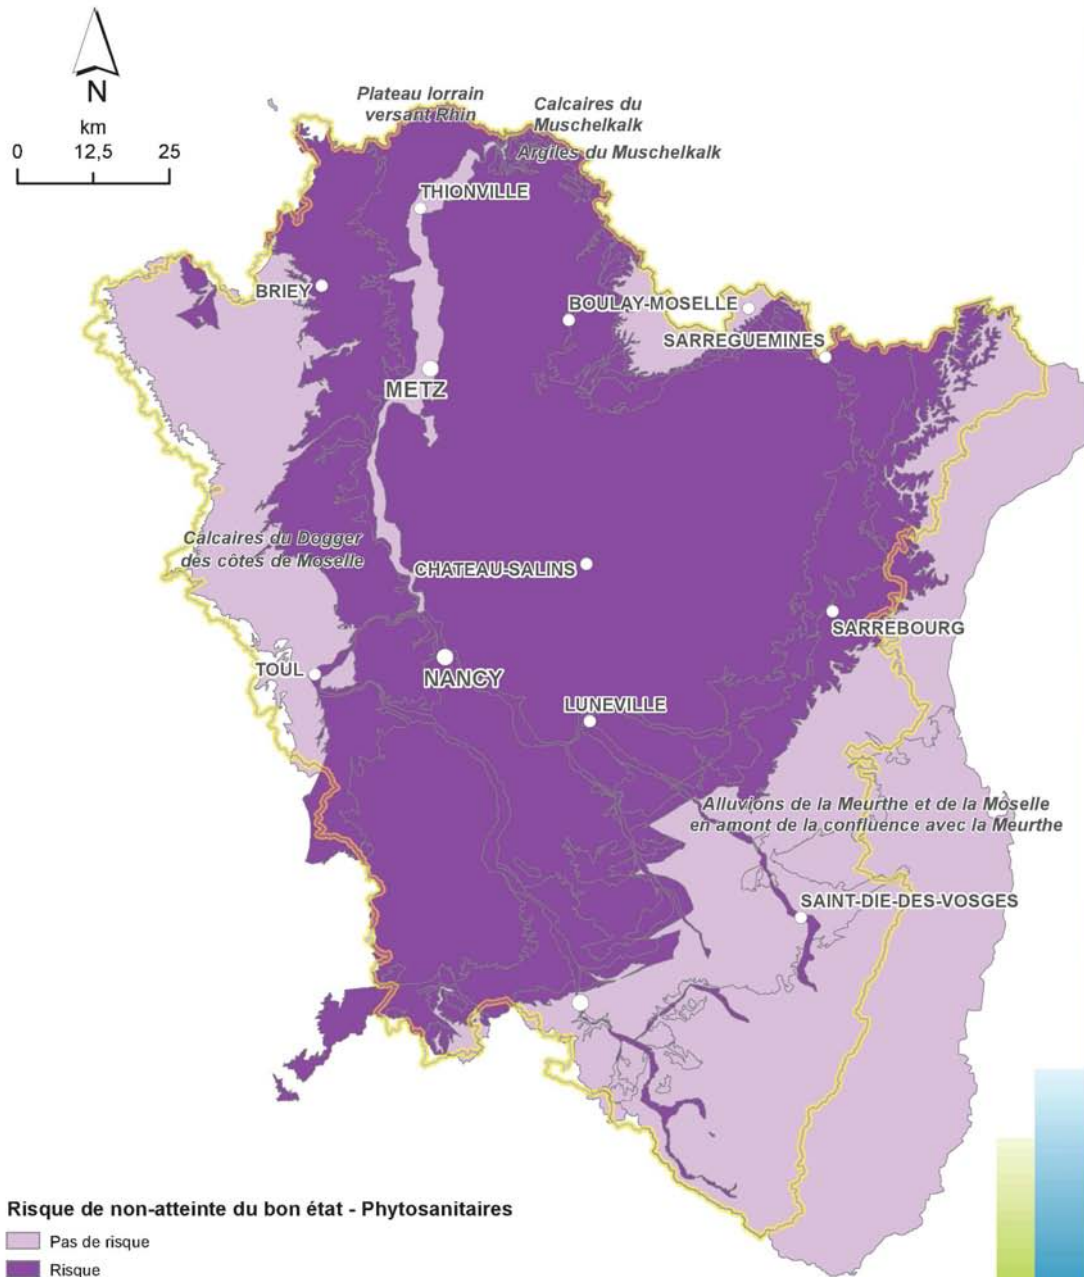 N
km
0 12,5 25
Plateau lorrain
versant Rhin
Calcaires du
Muschelkalk
Argiles du Muschelkalk
THIONVILLE
BRIEY
BOULAY-MOSELLE
SARREGUEMINES
METZ
Calcaires du Dogger
des côtes de Moselle
CHATEAU-SALINS
SARREBOURG
TOUL
NANCY
LUNEVILLE
Alluvions de la Meurthe et de la Moselle
en amont de la confluence avec la Meurthe
SAINT-DIE-DES-VOSGES
Risque de non-atteinte du bon état - Phytosanitaires
Pas de risque
Risque